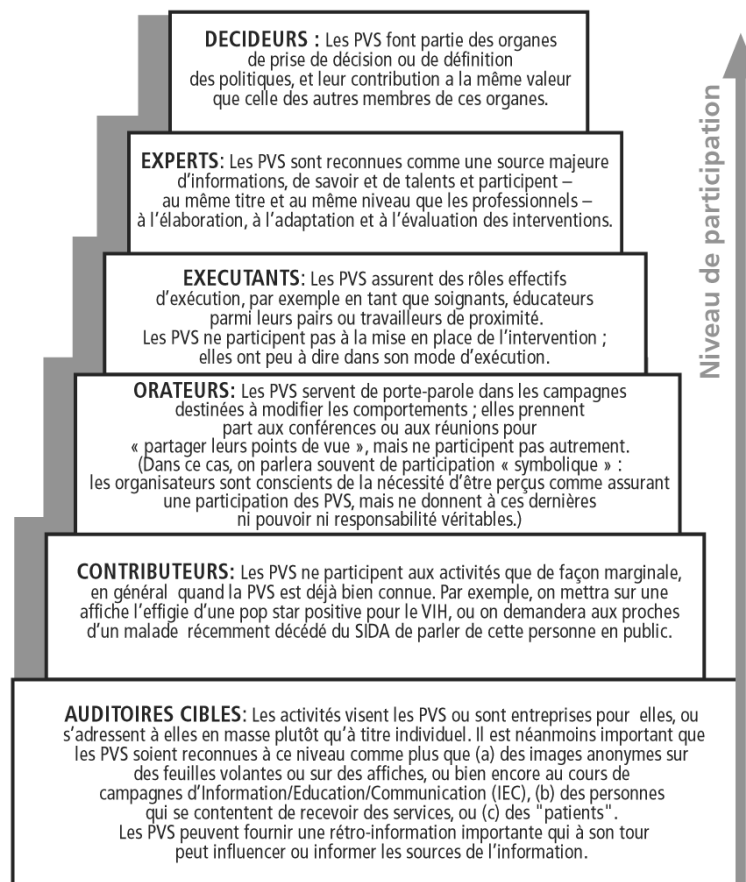 DECIDEURS : Les PVS font partie des organes
de prise de décision ou de définition
des politiques, et leur contribution a la même valeur
que celle des autres membres de ces organes.
EXPERTS: Les PVS sont reconnues comme une source majeure
d'informations, de savoir et de talents et participent –
au même titre et au même niveau que les professionnels –
à l'élaboration, à l'adaptation et à l'évaluation des interventions.
EXECUTANTS: Les PVS assurent des rôles effectifs
d'exécution, par exemple en tant que soignants, éducateurs
parmi leurs pairs ou travailleurs de proximité.
Les PVS ne participent pas à la mise en place de l'intervention ;
elles ont peu à dire dans son mode d'exécution.
ORATEURS: Les PVS servent de porte-parole dans les campagnes
destinées à modifier les comportements ; elles prennent
part aux conférences ou aux réunions pour
« partager leurs points de vue », mais ne participent pas autrement.
(Dans ce cas, on parlera souvent de participation « symbolique » :
les organisateurs sont conscients de la nécessité d'être perçus comme assurant
une participation des PVS, mais ne donnent à ces dernières
ni pouvoir ni responsabilité véritables.)
CONTRIBUTEURS: Les PVS ne participent aux activités que de façon marginale,
en général quand la PVS est déjà bien connue. Par exemple, on mettra sur une
affiche l'effigie d'une pop star positive pour le VIH, ou on demandera aux proches
d'un malade récemment décédé du SIDA de parler de cette personne en public.
AUDITOIRES CIBLES: Les activités visent les PVS ou sont entreprises pour elles, ou
s'adressent à elles en masse plutôt qu'à titre individuel. Il est néanmoins important que
les PVS soient reconnues à ce niveau comme plus que (a) des images anonymes sur
des feuilles volantes ou sur des affiches, ou bien encore au cours de
campagnes d'Information/Education/Communication (IEC), (b) des personnes
qui se contentent de recevoir des services, ou (c) des "patients".
Les PVS peuvent fournir une rétro-information importante qui à son tour
peut influencer ou informer les sources de l'information.
Niveau de participation